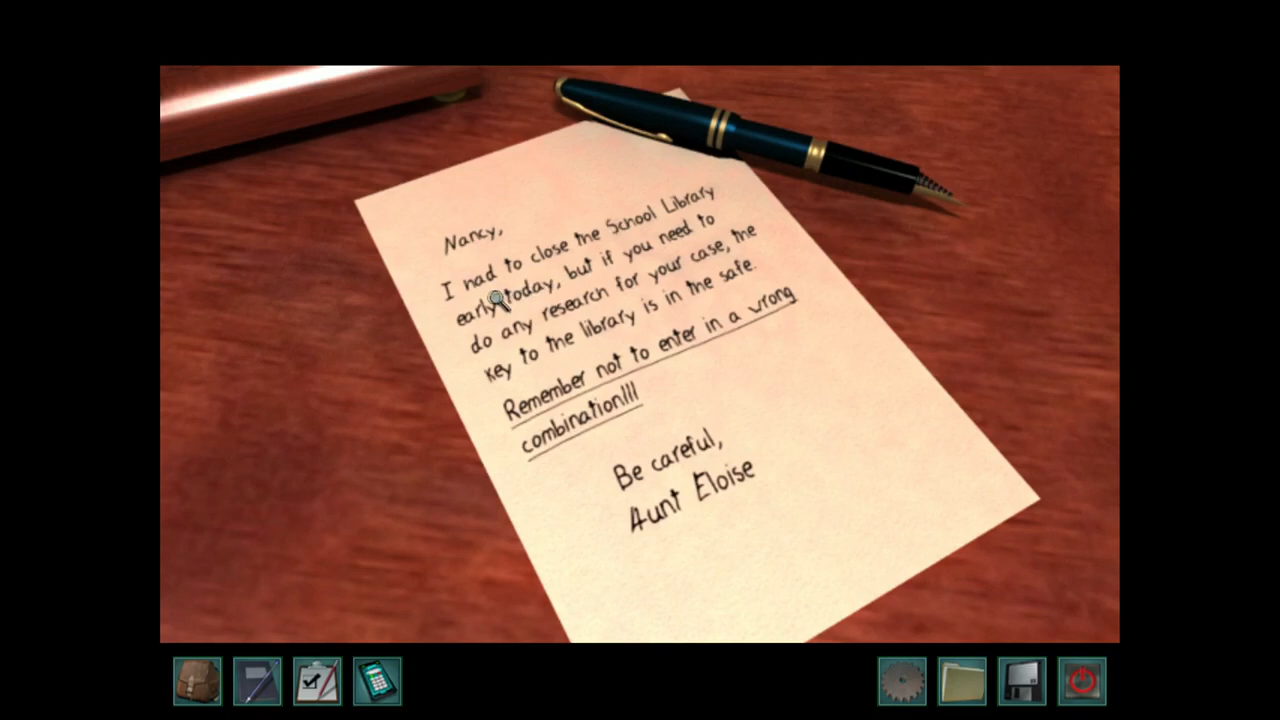 Nancy,
I had to close the School Library
early today, but if you need to
do any research for your case, the
key to the library is in the safe.
Remember not to enter in a wrong
combination!!!
Be careful,
Aunt Eloise